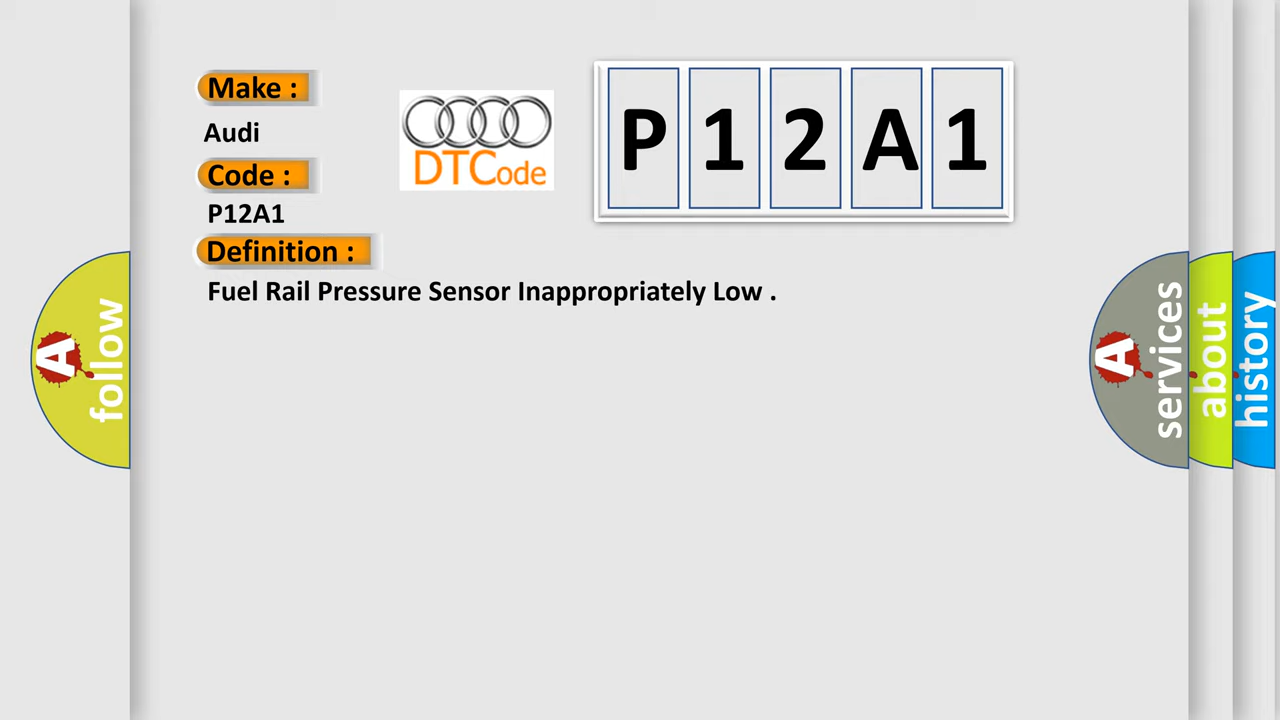 Make :
Audi
Code :
P12A1
Definition :
Fuel Rail Pressure Sensor Inappropriately Low .
DTCode
P12A1
A follow
A services
about
history